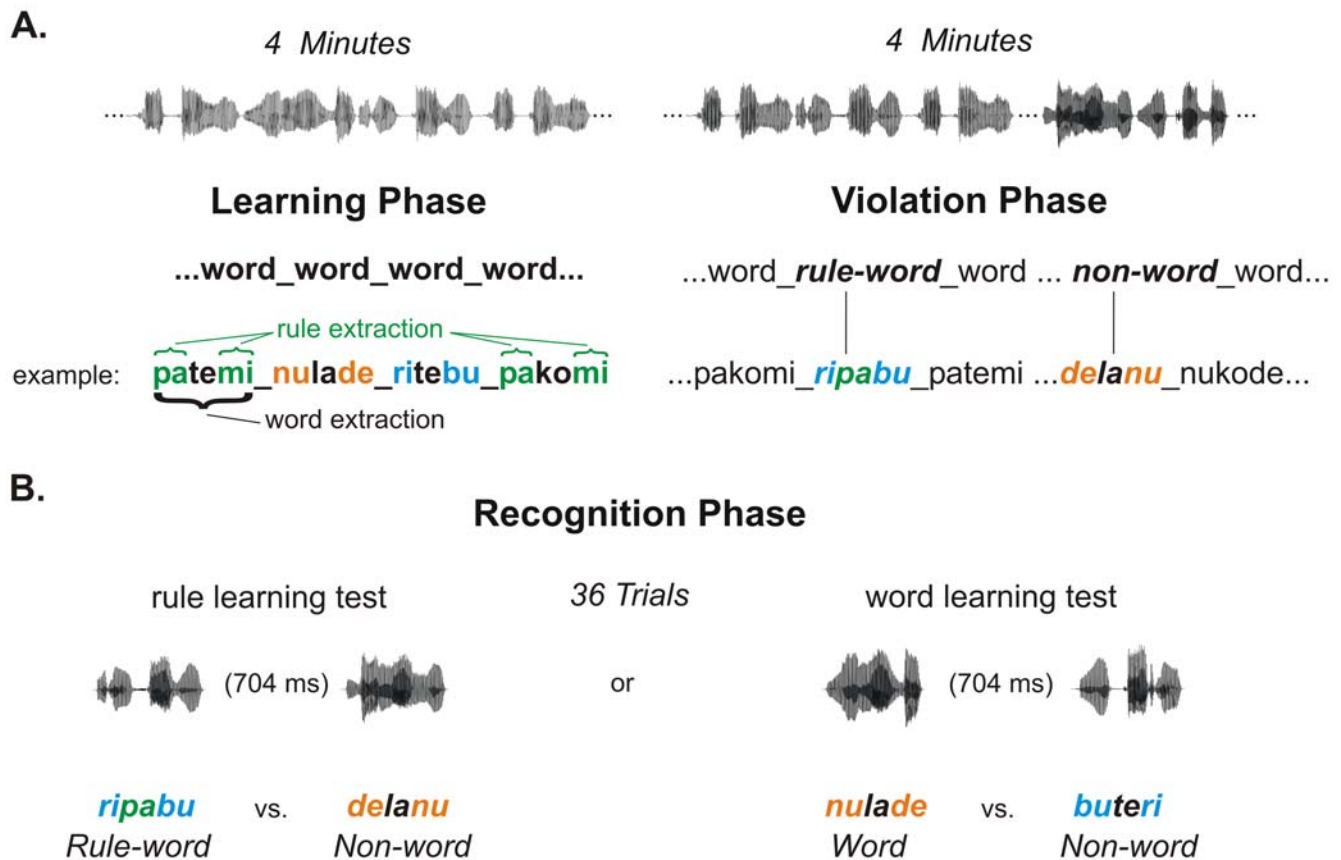 A.
4 Minutes
4 Minutes
... ...
... ... ...
Learning Phase
Violation Phase
...word_word_word_word...
...word_rule-word_word ... non-word_word...
rule extraction
example: patemi_nulade_ritebu_pakomi
...pakomi_ripabu_patemi ...delanu_nukode...
word extraction
B.
Recognition Phase
rule learning test
36 Trials
word learning test
(704 ms)
or
(704 ms)
ripabu vs. delanu
nulade vs. buteri
Rule-word Non-word
Word Non-word